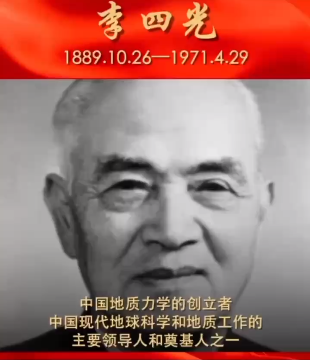 李四光
1889.10.26—1971.4.29
中国地质力学的创立者
中国现代地球科学和地质工作的
主要领导人和奠基人之一